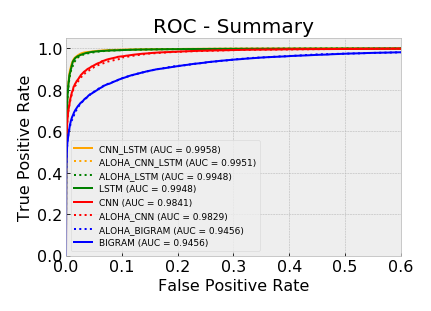 ROC - Summary
True Positive Rate
1.0
0.8
0.6
0.4
0.2
0.0
CNN_LSTM (AUC = 0.9958)
ALOHA_CNN_LSTM (AUC = 0.9951)
ALOHA_LSTM (AUC = 0.9948)
LSTM (AUC = 0.9948)
CNN (AUC = 0.9841)
ALOHA_CNN (AUC = 0.9829)
ALOHA_BIGRAM (AUC = 0.9456)
BIGRAM (AUC = 0.9456)
0.0 0.1 0.2 0.3 0.4 0.5 0.6
False Positive Rate